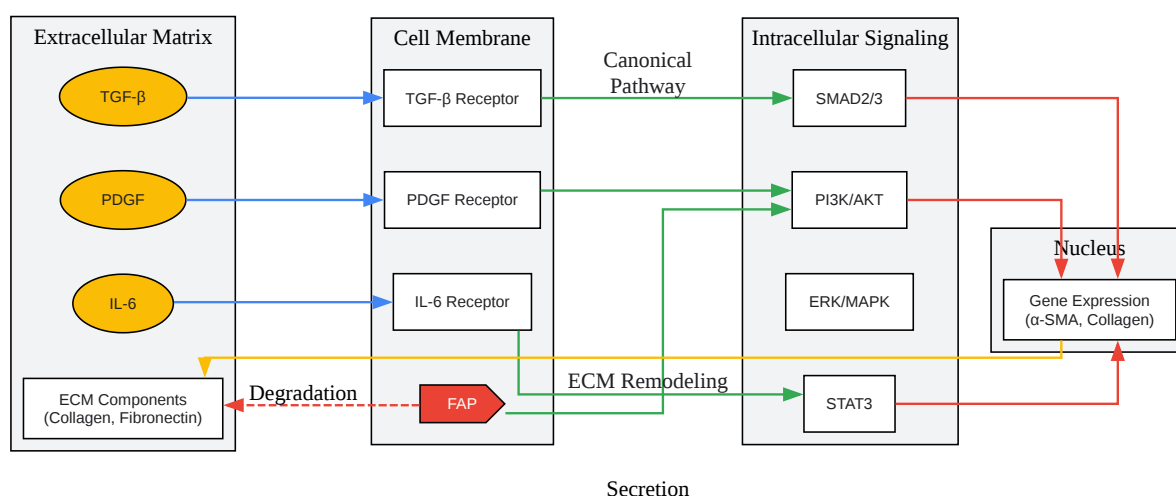 Extracellular Matrix
Cell Membrane
Intracellular Signaling
TGF-β
TGF-β Receptor
Canonical
Pathway
SMAD2/3
PDGF
PDGF Receptor
PI3K/AKT
Nucleus
IL-6
IL-6 Receptor
ERK/MAPK
Gene Expression
(α-SMA, Collagen)
ECM Components
(Collagen, Fibronectin)
Degradation
FAP
ECM Remodeling
STAT3
Secretion